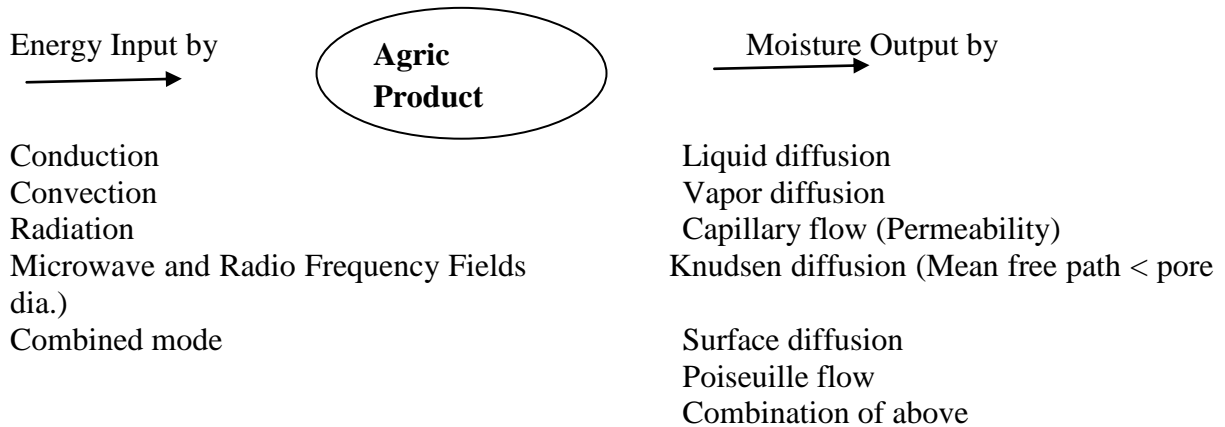 Energy Input by
Agric
Product
Moisture Output by
Conduction
Convection
Radiation
Microwave and Radio Frequency Fields
Combined mode
Liquid diffusion
Vapor diffusion
Capillary flow (Permeability)
Knudsen diffusion (Mean free path < pore
dia.)
Surface diffusion
Poiseuille flow
Combination of above